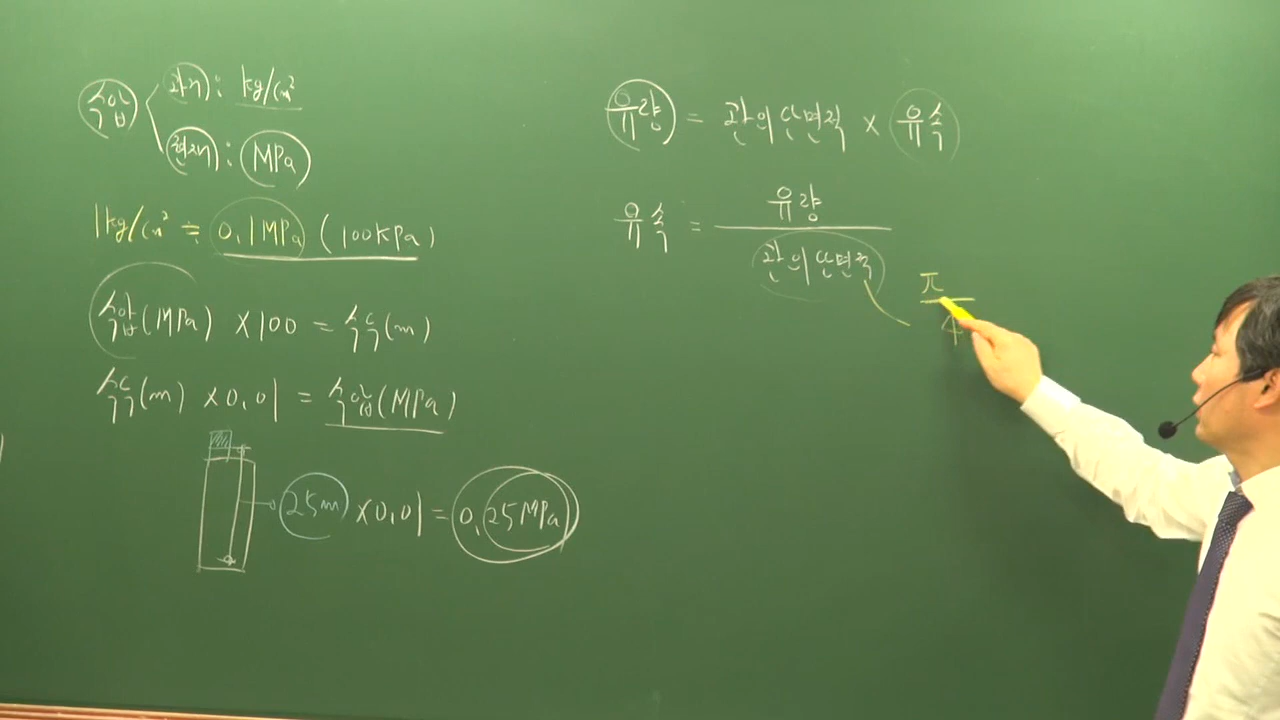 수압
과거: kg/cm²
현재: MPa
1kg/cm² ≒ 0.1MPa (100KPa)
수압(MPa) X100 = 수두(m)
수두(m) X0.01 = 수압(MPa)
25m X0.01 = 0.25MPa
유량 = 관의 단면적 X 유속
유속 = 유량 / 관의 단면적
π / 4